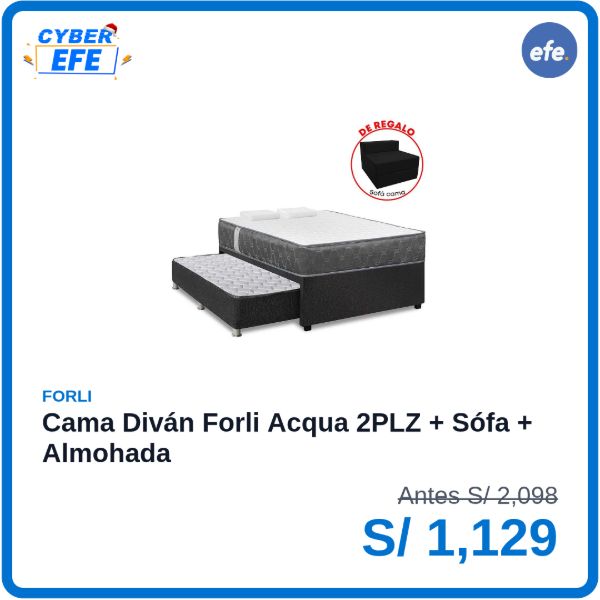 CYBER
EFE
efe.
DE REGALO
Sofá cama
FORLI
Cama Diván Forli Acqua 2PLZ + Sófa +
Almohada
Antes S/ 2,098
S/ 1,129